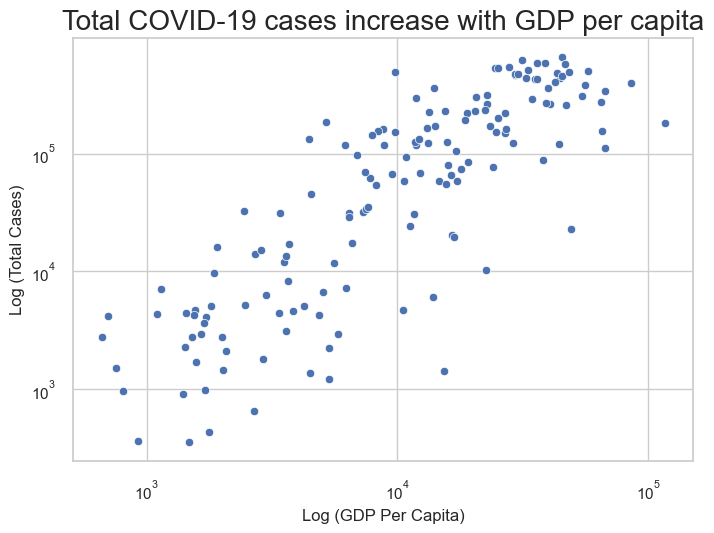 Total COVID-19 cases increase with GDP per capita
Log (Total Cases)
10^5
10^4
10^3
10^3 10^4 10^5
Log (GDP Per Capita)